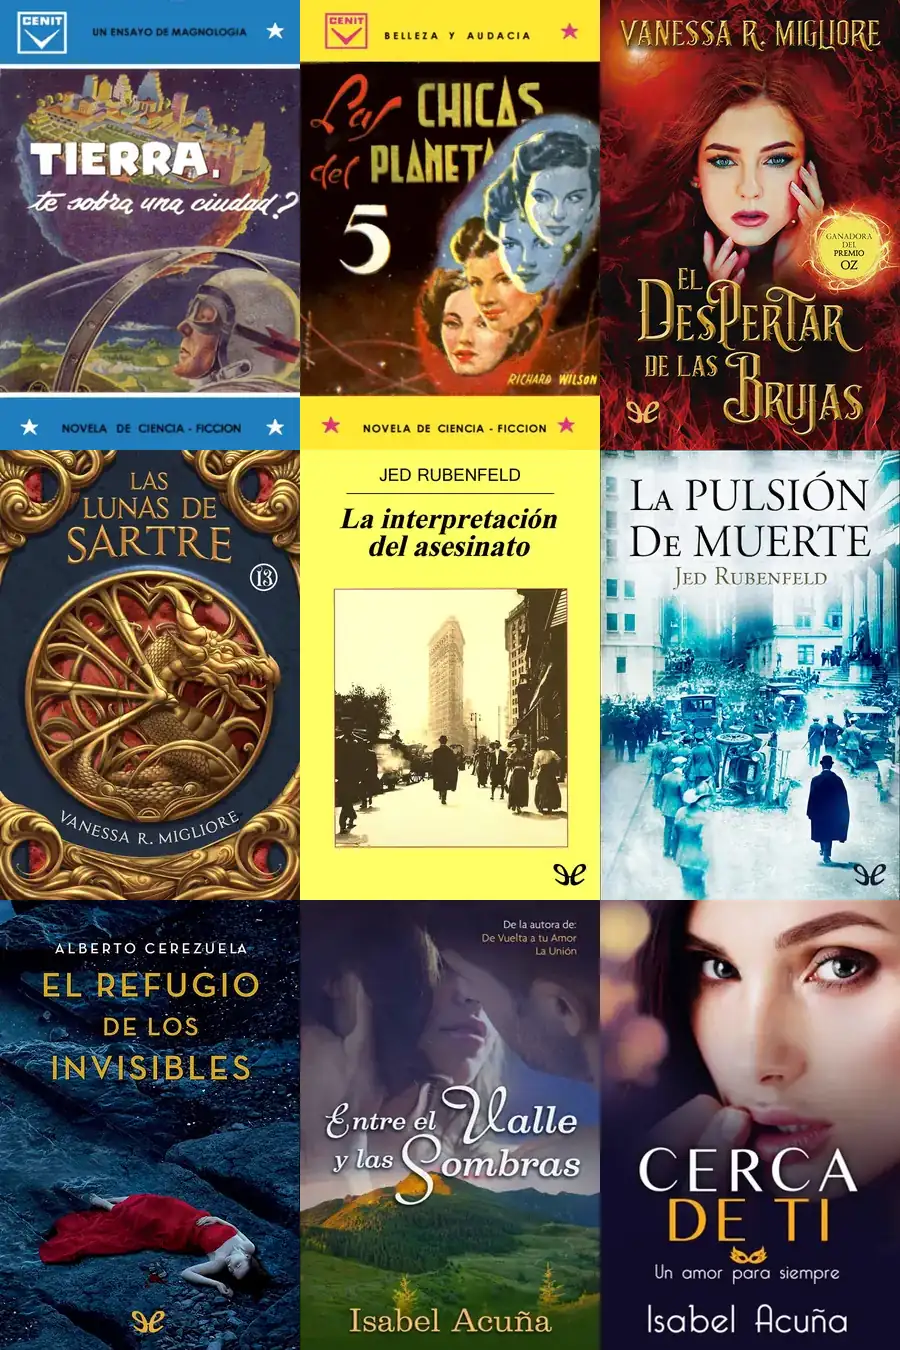 CENIT
UN ENSAYO DE MAGNOLOGIA
TIERRA,
te sobra una ciudad?
NOVELA DE CIENCIA - FICCION
CENIT
BELLEZA Y AUDACIA
Las CHICAS
del PLANETA
5
RICHARD WILSON
NOVELA DE CIENCIA - FICCION
VANESSA R. MIGLIORE
GANADORA
DEL
PREMIO
OZ
EL
DESPERTAR
DE LAS
BRUJAS
LAS
LUNAS DE
SARTRE
13
VANESSA R. MIGLIORE
JED RUBENFELD
La interpretación
del asesinato
LA PULSIÓN
DE MUERTE
JED RUBENFELD
ALBERTO CEREZUELA
EL REFUGIO
DE LOS
INVISIBLES
De la autora de:
De Vuelta a tu Amor
La Unión
Entre el Valle
y las Sombras
Isabel Acuña
CERCA
DE TI
Un amor para siempre
Isabel Acuña